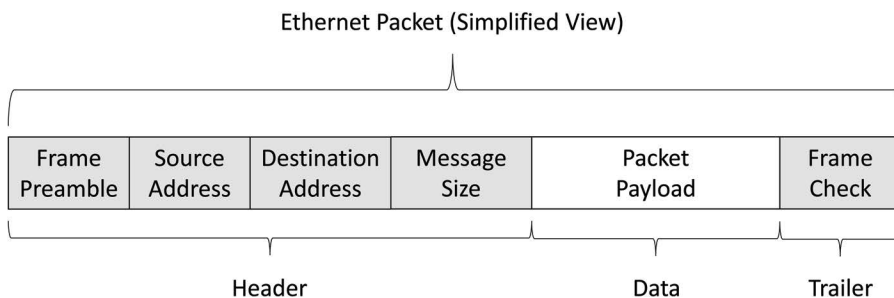 Ethernet Packet (Simplified View)
Frame
Preamble
Source
Address
Destination
Address
Message
Size
Packet
Payload
Frame
Check
Header
Data
Trailer